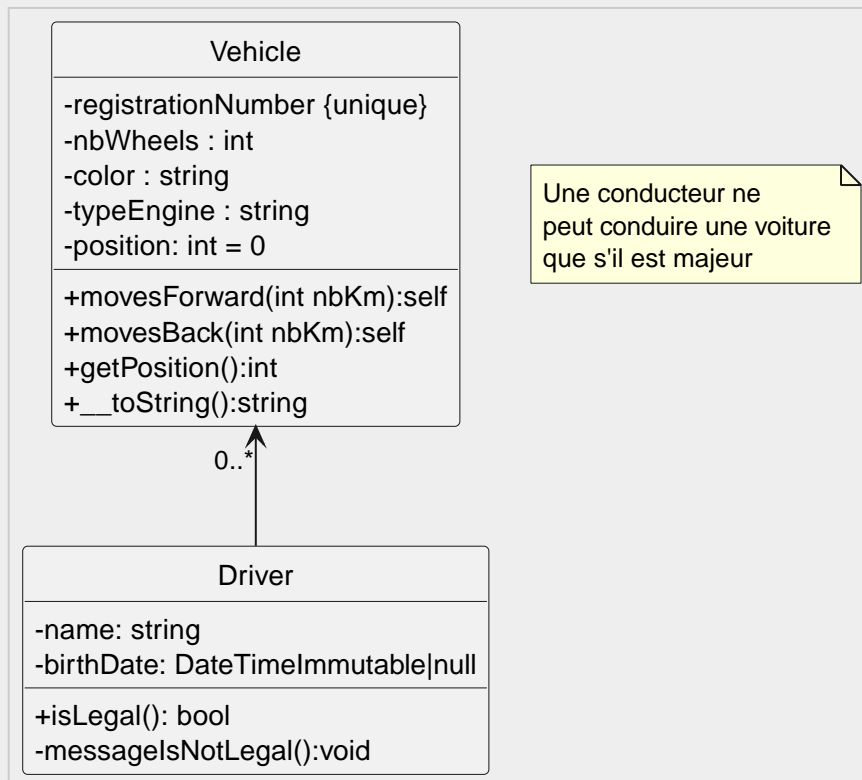 Vehicle
-registrationNumber {unique}
-nbWheels : int
-color : string
-typeEngine : string
-position: int = 0
+movesForward(int nbKm):self
+movesBack(int nbKm):self
+getPosition():int
+__toString():string
Une conducteur ne
peut conduire une voiture
que s'il est majeur
0..*
Driver
-name: string
-birthDate: DateTimeImmutable|null
+isLegal(): bool
-messageIsNotLegal():void